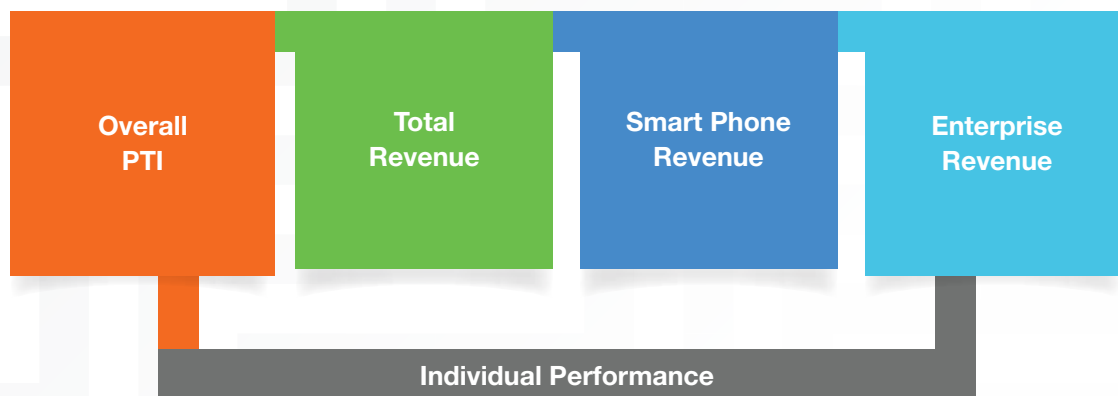 Overall
PTI
Total
Revenue
Smart Phone
Revenue
Enterprise
Revenue
Individual Performance